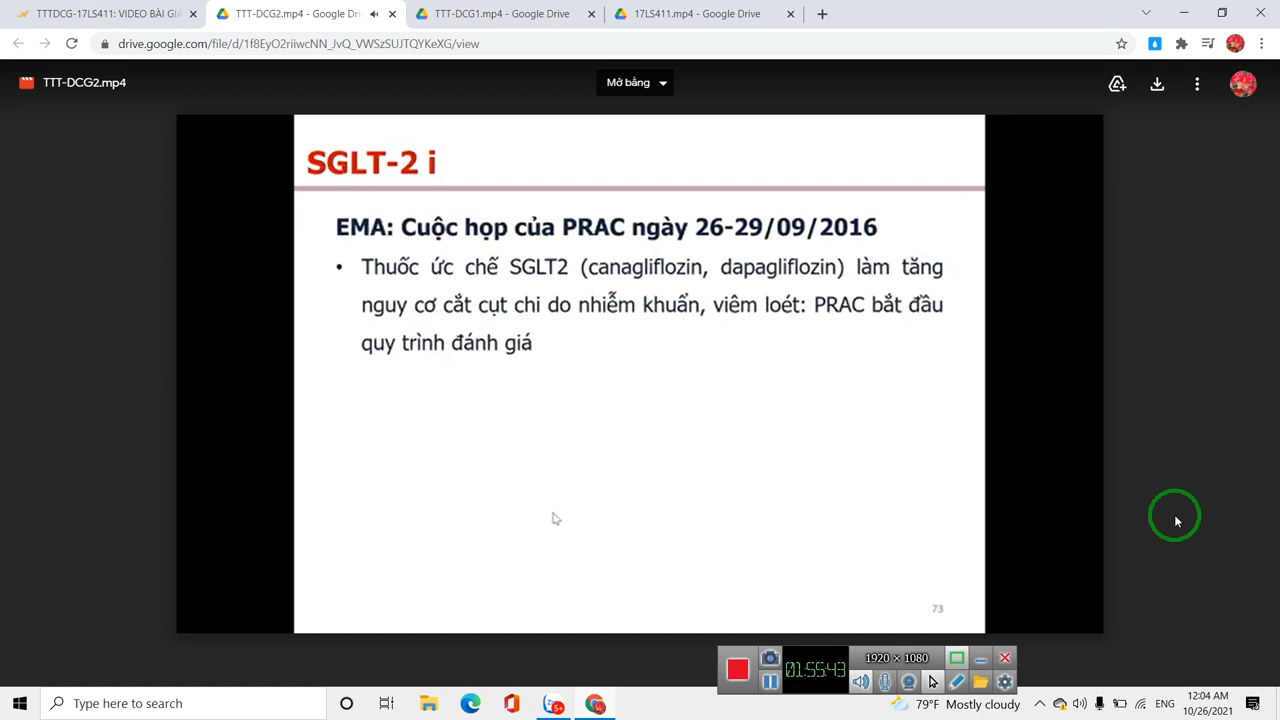 TTTDCG-17LS411: VIDEO BÀI GIẢ
TTT-DCG2.mp4 - Google Drive
TTT-DCG1.mp4 - Google Drive
17LS411.mp4 - Google Drive
drive.google.com/file/d/1f8EyO2riiwcNN_JvQ_VWSzSUJTQYKeXG/view
TTT-DCG2.mp4
Mở bằng
SGLT-2 i
EMA: Cuộc họp của PRAC ngày 26-29/09/2016
• Thuốc ức chế SGLT2 (canagliflozin, dapagliflozin) làm tăng
nguy cơ cắt cụt chi do nhiễm khuẩn, viêm loét: PRAC bắt đầu
quy trình đánh giá
73
1920 × 1080
01:55:43
Type here to search
79°F Mostly cloudy
ENG
12:04 AM
10/26/2021